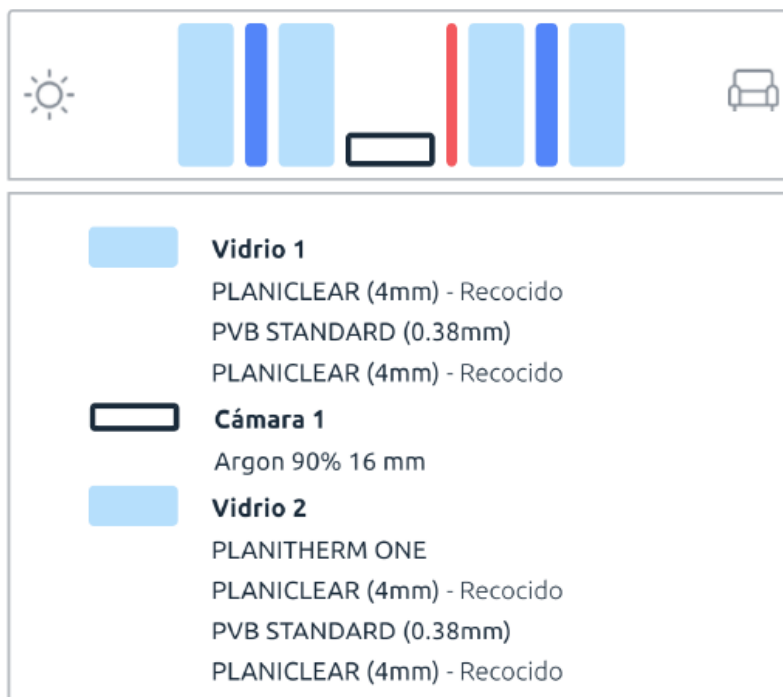 Vidrio 1
PLANICLEAR (4mm) - Recocido
PVB STANDARD (0.38mm)
PLANICLEAR (4mm) - Recocido
Cámara 1
Argon 90% 16 mm
Vidrio 2
PLANITHERM ONE
PLANICLEAR (4mm) - Recocido
PVB STANDARD (0.38mm)
PLANICLEAR (4mm) - Recocido